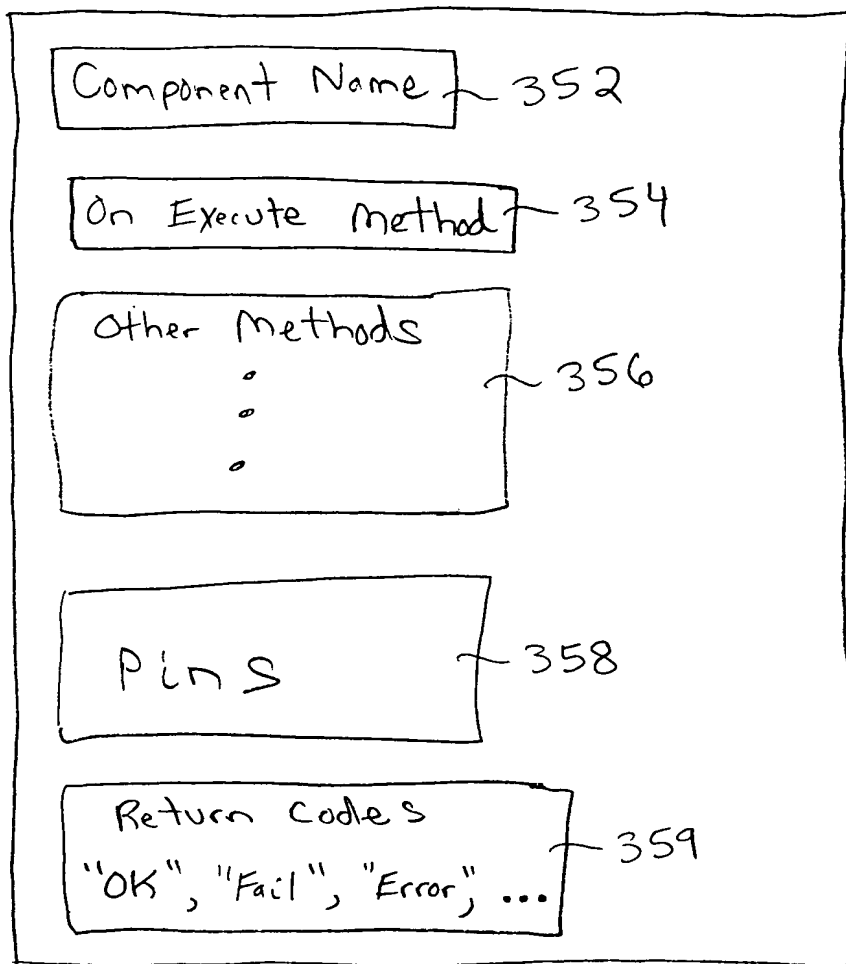 Component Name 352
On Execute Method 354
Other Methods
356
Pins 358
Return Codes
359
"OK", "Fail", "Error", ...